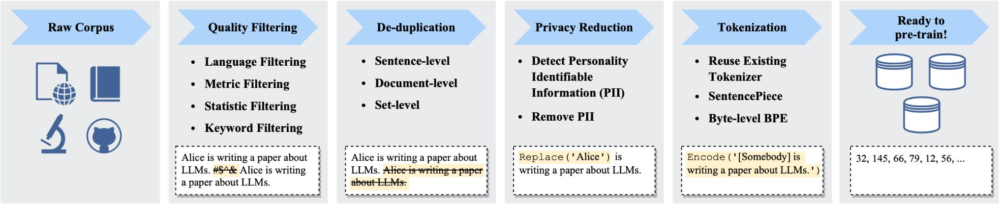 Raw Corpus
Quality Filtering
• Language Filtering
• Metric Filtering
• Statistic Filtering
• Keyword Filtering
Alice is writing a paper about
LLMs. #$^& Alice is writing
a paper about LLMs.
De-duplication
• Sentence-level
• Document-level
• Set-level
Alice is writing a paper about
LLMs. Alice is writing a paper
about LLMs.
Privacy Reduction
• Detect Personality
Identifiable
Information (PII)
• Remove PII
Replace('Alice') is
writing a paper about LLMs.
Tokenization
• Reuse Existing
Tokenizer
• SentencePiece
• Byte-level BPE
Encode('[Somebody] is
writing a paper about LLMs.')
Ready to
pre-train!
32, 145, 66, 79, 12, 56, ...